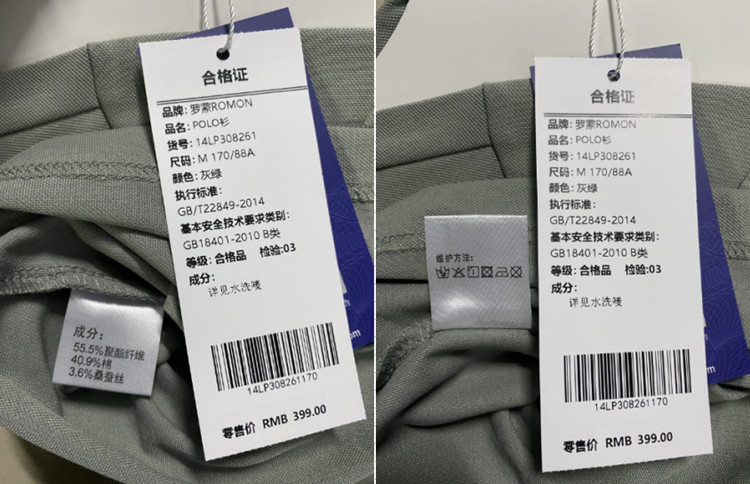 合格证
品牌: 罗蒙ROMON
品名: POLO衫
货号: 14LP308261
尺码: M 170/88A
颜色: 灰绿
执行标准:
GB/T22849-2014
基本安全技术要求类别:
GB18401-2010 B类
等级: 合格品 检验:03
成分:
详见水洗唛
14LP308261170
零售价 RMB 399.00
成分:
55.5%聚酯纤维
40.9%棉
3.6%桑蚕丝
合格证
品牌: 罗蒙ROMON
品名: POLO衫
货号: 14LP308261
尺码: M 170/88A
颜色: 灰绿
执行标准:
GB/T22849-2014
基本安全技术要求类别:
GB18401-2010 B类
等级: 合格品 检验:03
成分:
详见水洗唛
14LP308261170
零售价 RMB 399.00
维护方法:
om